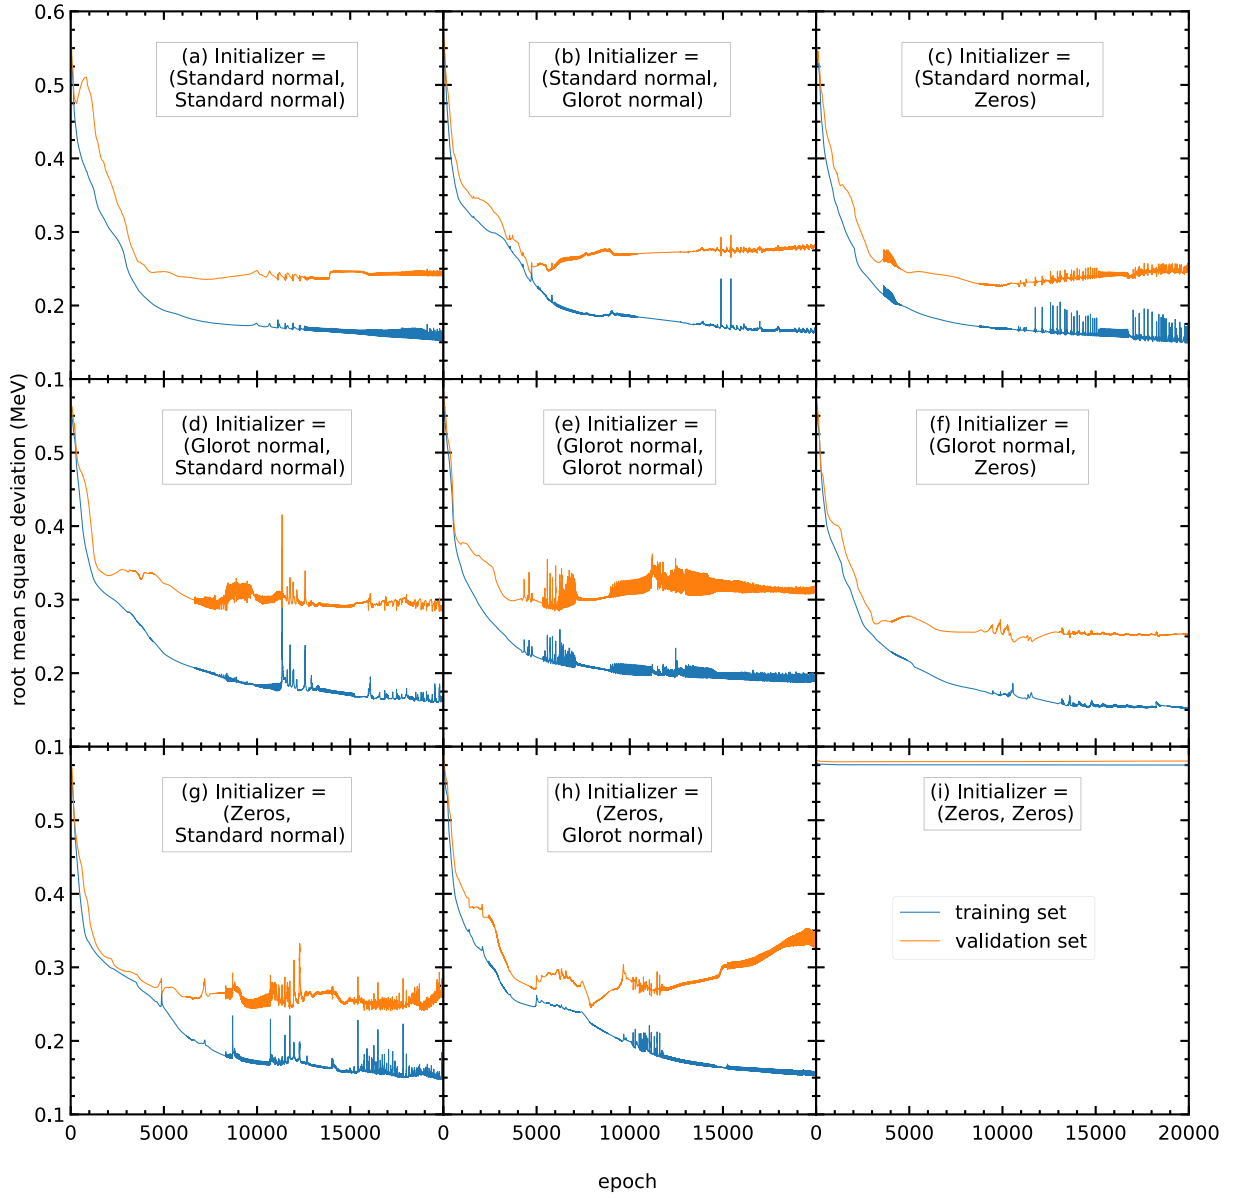 0.6
0.5
0.4
0.3
0.2
0.1
(a) Initializer =
(Standard normal,
Standard normal)
(b) Initializer =
(Standard normal,
Glorot normal)
(c) Initializer =
(Standard normal,
Zeros)
root mean square deviation (MeV)
0.5
0.4
0.3
0.2
0.1
(d) Initializer =
(Glorot normal,
Standard normal)
(e) Initializer =
(Glorot normal,
Glorot normal)
(f) Initializer =
(Glorot normal,
Zeros)
0.5
0.4
0.3
0.2
0.1
(g) Initializer =
(Zeros,
Standard normal)
(h) Initializer =
(Zeros,
Glorot normal)
(i) Initializer =
(Zeros, Zeros)
training set
validation set
0 5000 10000 15000 0 5000 10000 15000 0 5000 10000 15000 20000
epoch